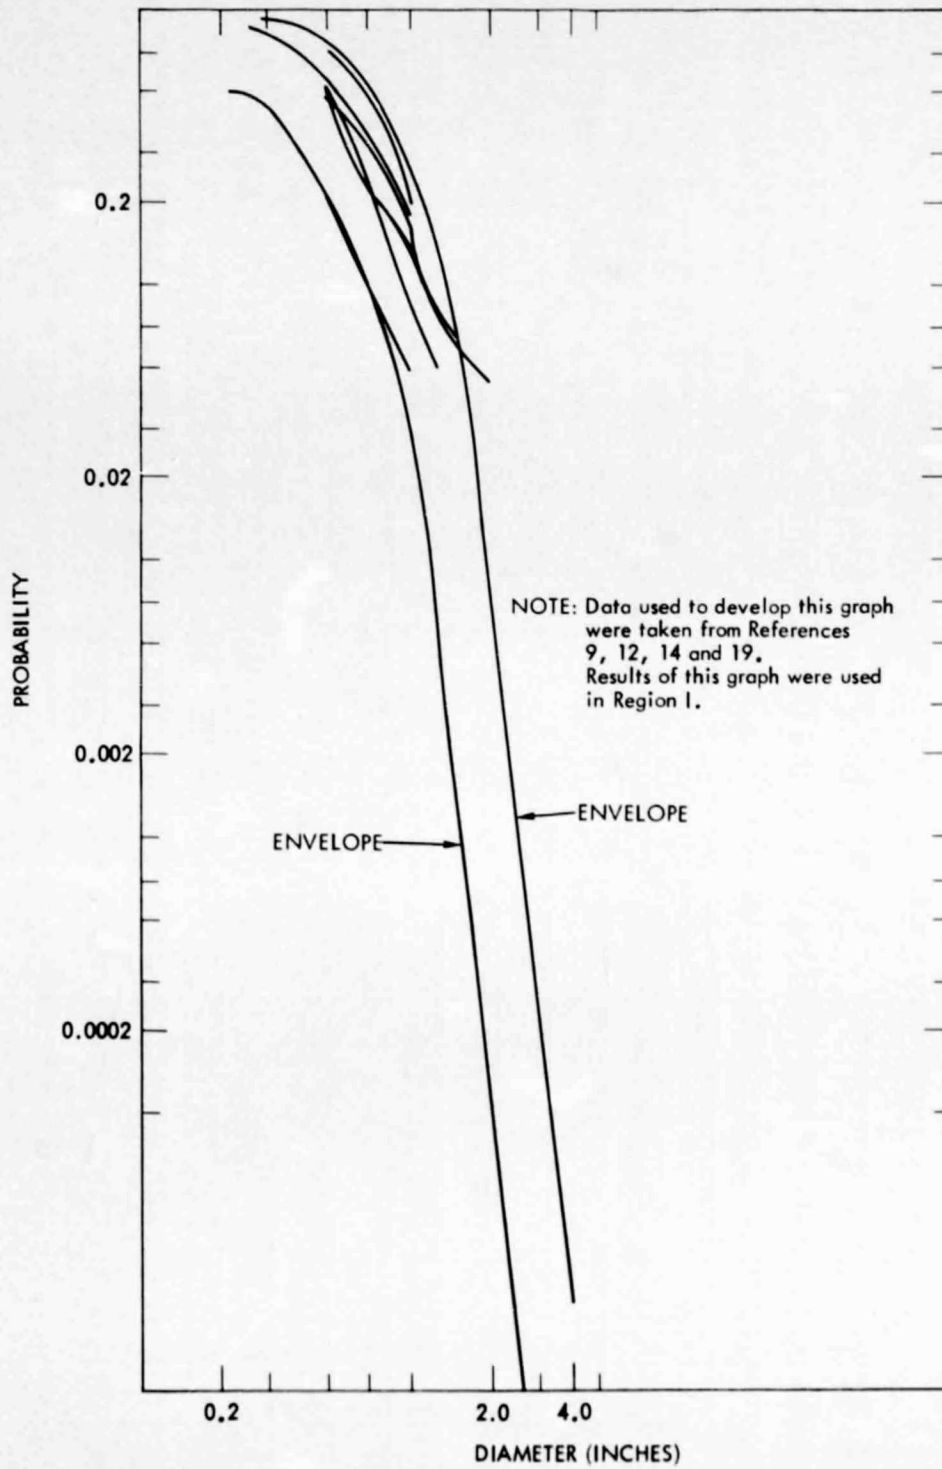 0.2
0.02
PROBABILITY
NOTE: Data used to develop this graph
were taken from References
9, 12, 14 and 19.
Results of this graph were used
in Region I.
0.002
ENVELOPE
ENVELOPE
0.0002
0.2
2.0
4.0
DIAMETER (INCHES)